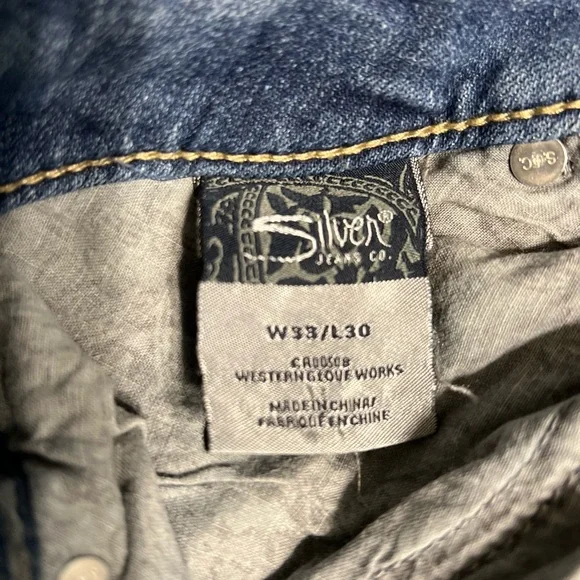 Silver®
JEANS CO.
W33/L30
CA00508
WESTERN GLOVE WORKS
MADE IN CHINA/
FABRIQUÉ EN CHINE